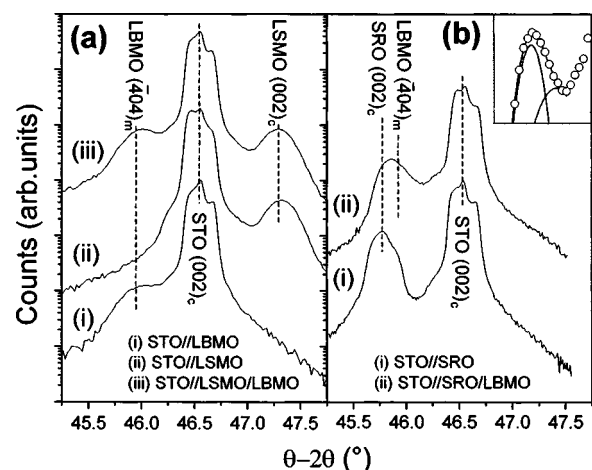 Counts (arb.units)
(a)
LBMO (4̄04)m
STO (002)c
LSMO (002)c
(iii)
(ii)
(i)
(i) STO//LBMO
(ii) STO//LSMO
(iii) STO//LSMO/LBMO
45.5 46.0 46.5 47.0 47.5
(b)
SRO (002)c
LBMO (4̄04)m
STO (002)c
(ii)
(i)
(i) STO//SRO
(ii) STO//SRO/LBMO
45.5 46.0 46.5 47.0 47.5
θ–2θ (°)